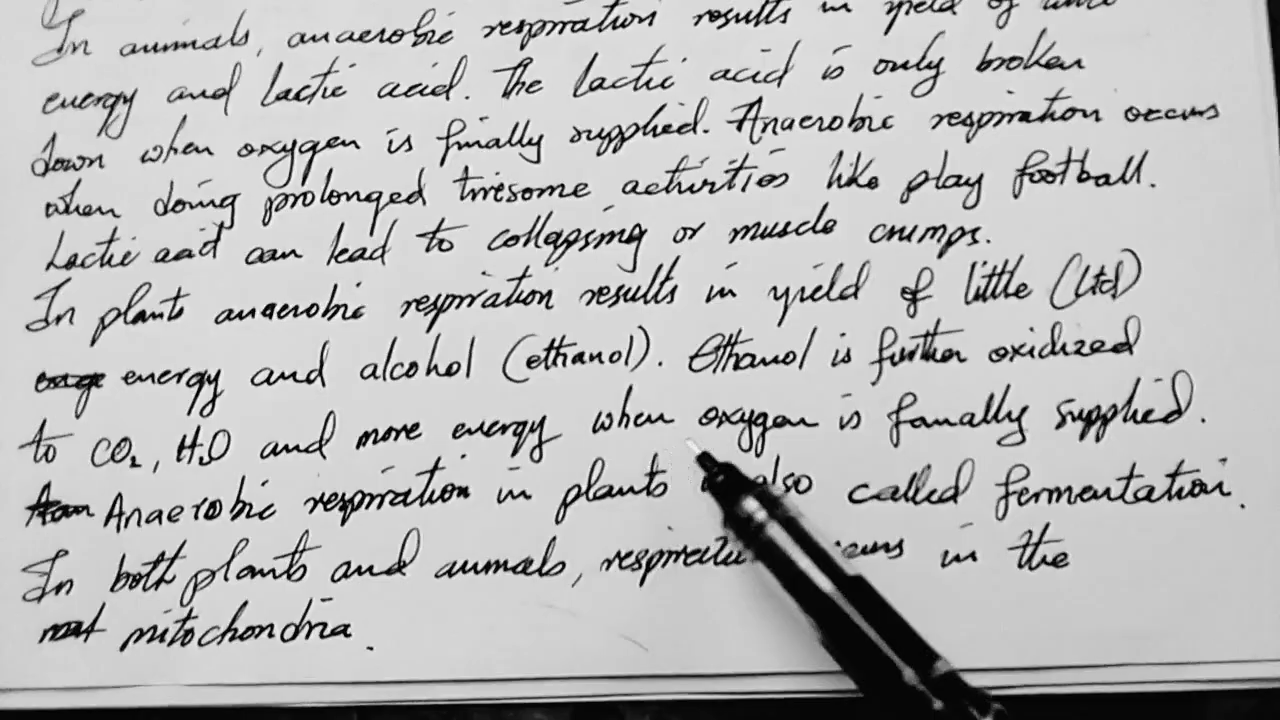 In animals, anaerobic respiration results in yield of
energy and lactic acid. The lactic acid is only broken
down when oxygen is finally supplied. Anaerobic respiration occurs
when doing prolonged tiresome activities like play football.
Lactic acid can lead to collapsing or muscle crumps.
In plants anaerobic respiration results in yield of little (Ltd)
energy and alcohol (ethanol). Ethanol is further oxidized
to CO₂, H₂O and more energy when oxygen is fanally supplied.
Anaerobic respiration in plants also called fermentation.
In both plants and animals, in the
mitochondria.